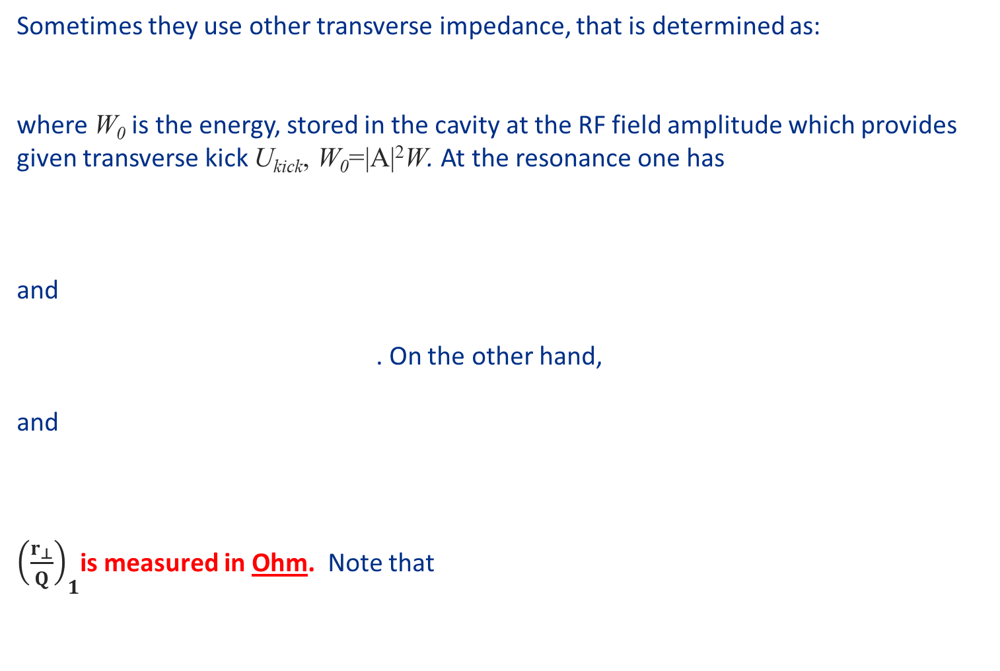 Sometimes they use other transverse impedance, that is determined as:
where W₀ is the energy, stored in the cavity at the RF field amplitude which provides
given transverse kick U_kick, W₀=|A|²W. At the resonance one has
and
. On the other hand,
and
(r⊥/Q)₁ is measured in Ohm. Note that